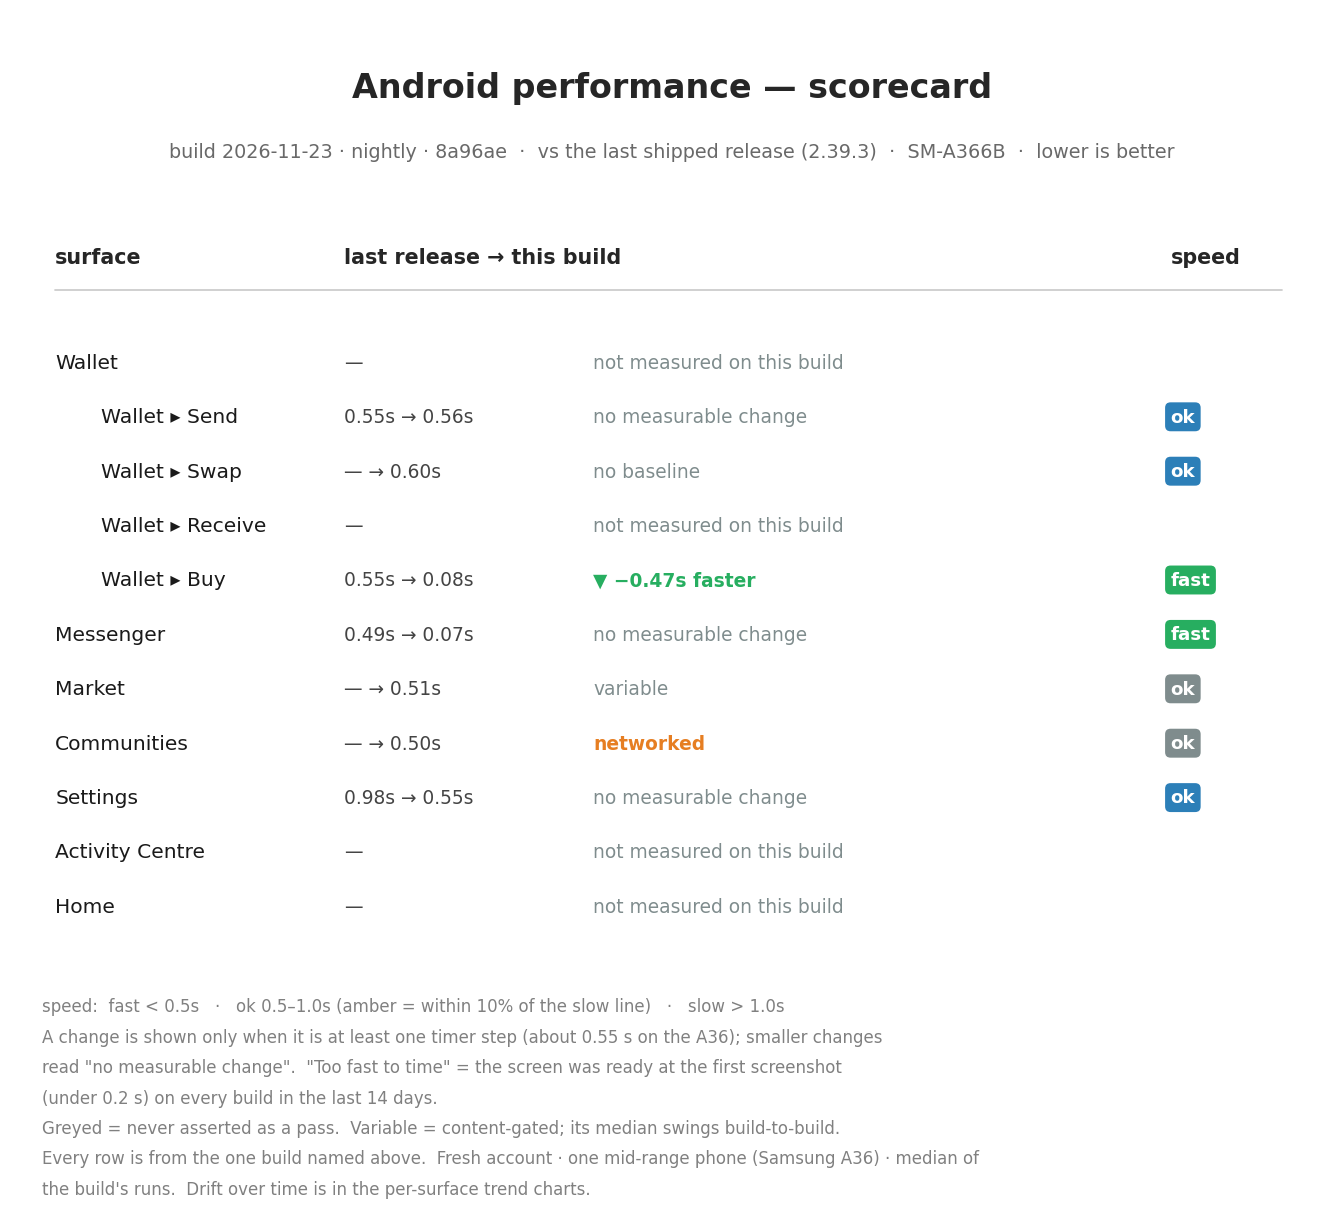 Android performance — scorecard
build 2026-11-23 · nightly · 8a96ae · vs the last shipped release (2.39.3) · SM-A366B · lower is better
surface last release → this build speed
Wallet — not measured on this build
Wallet ▸ Send 0.55s → 0.56s no measurable change ok
Wallet ▸ Swap — → 0.60s no baseline ok
Wallet ▸ Receive — not measured on this build
Wallet ▸ Buy 0.55s → 0.08s ▼ −0.47s faster fast
Messenger 0.49s → 0.07s no measurable change fast
Market — → 0.51s variable ok
Communities — → 0.50s networked ok
Settings 0.98s → 0.55s no measurable change ok
Activity Centre — not measured on this build
Home — not measured on this build
speed: fast < 0.5s · ok 0.5–1.0s (amber = within 10% of the slow line) · slow > 1.0s
A change is shown only when it is at least one timer step (about 0.55 s on the A36); smaller changes
read "no measurable change". "Too fast to time" = the screen was ready at the first screenshot
(under 0.2 s) on every build in the last 14 days.
Greyed = never asserted as a pass. Variable = content-gated; its median swings build-to-build.
Every row is from the one build named above. Fresh account · one mid-range phone (Samsung A36) · median of
the build's runs. Drift over time is in the per-surface trend charts.